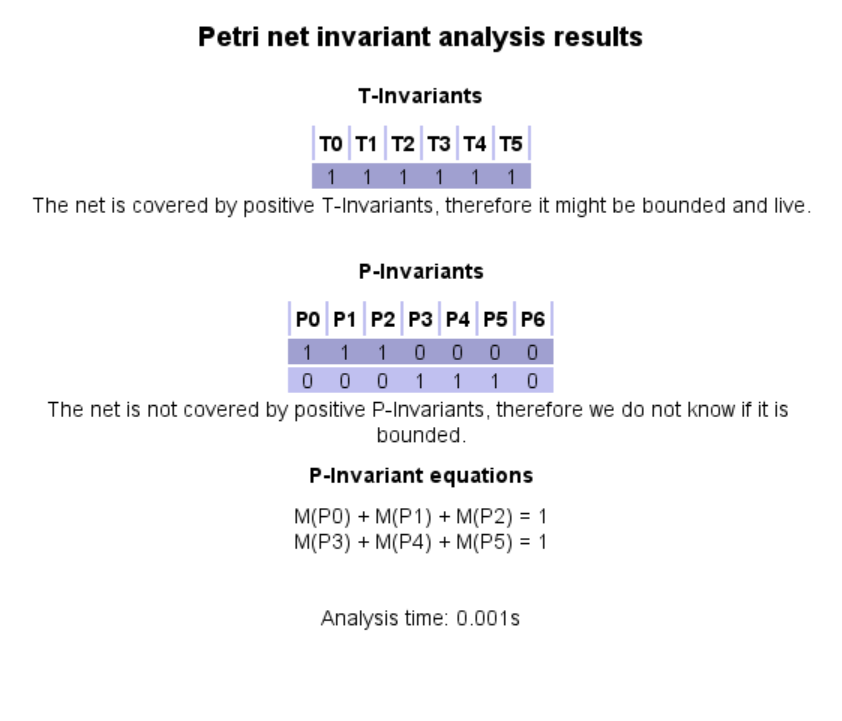 Petri net invariant analysis results
T-Invariants
T0 T1 T2 T3 T4 T5
1 1 1 1 1 1
The net is covered by positive T-Invariants, therefore it might be bounded and live.
P-Invariants
P0 P1 P2 P3 P4 P5 P6
1 1 1 0 0 0 0
0 0 0 1 1 1 0
The net is not covered by positive P-Invariants, therefore we do not know if it is
bounded.
P-Invariant equations
M(P0) + M(P1) + M(P2) = 1
M(P3) + M(P4) + M(P5) = 1
Analysis time: 0.001s